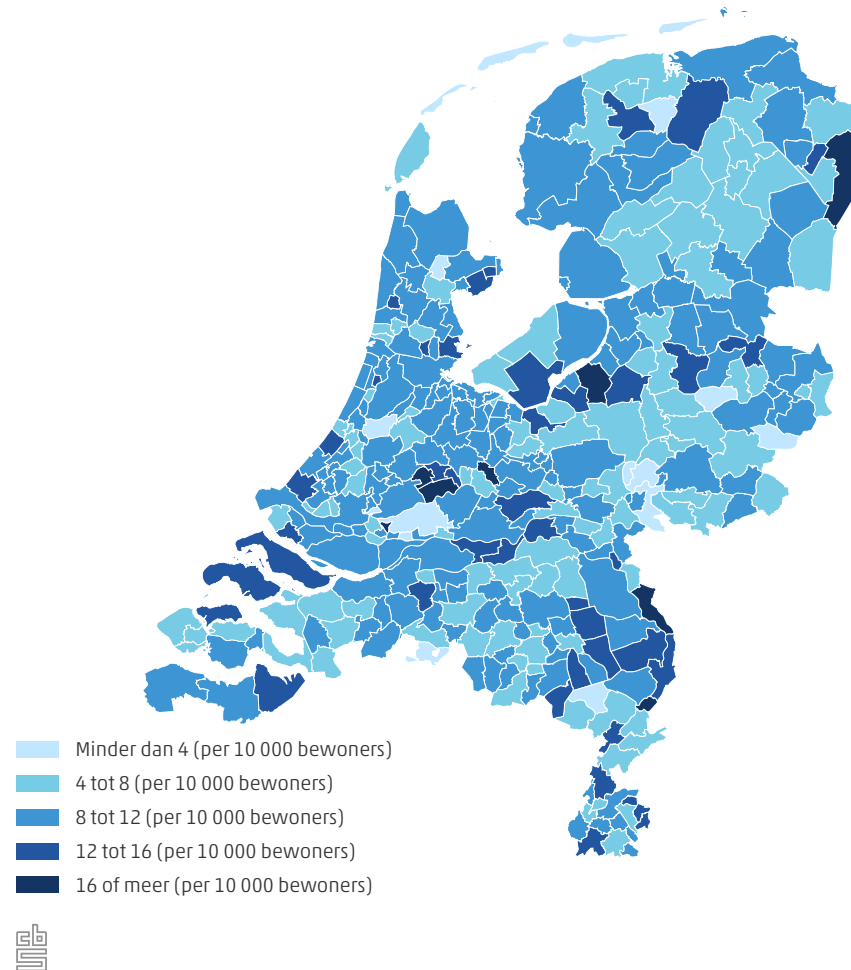 Minder dan 4 (per 10 000 bewoners)
4 tot 8 (per 10 000 bewoners)
8 tot 12 (per 10 000 bewoners)
12 tot 16 (per 10 000 bewoners)
16 of meer (per 10 000 bewoners)
cbs